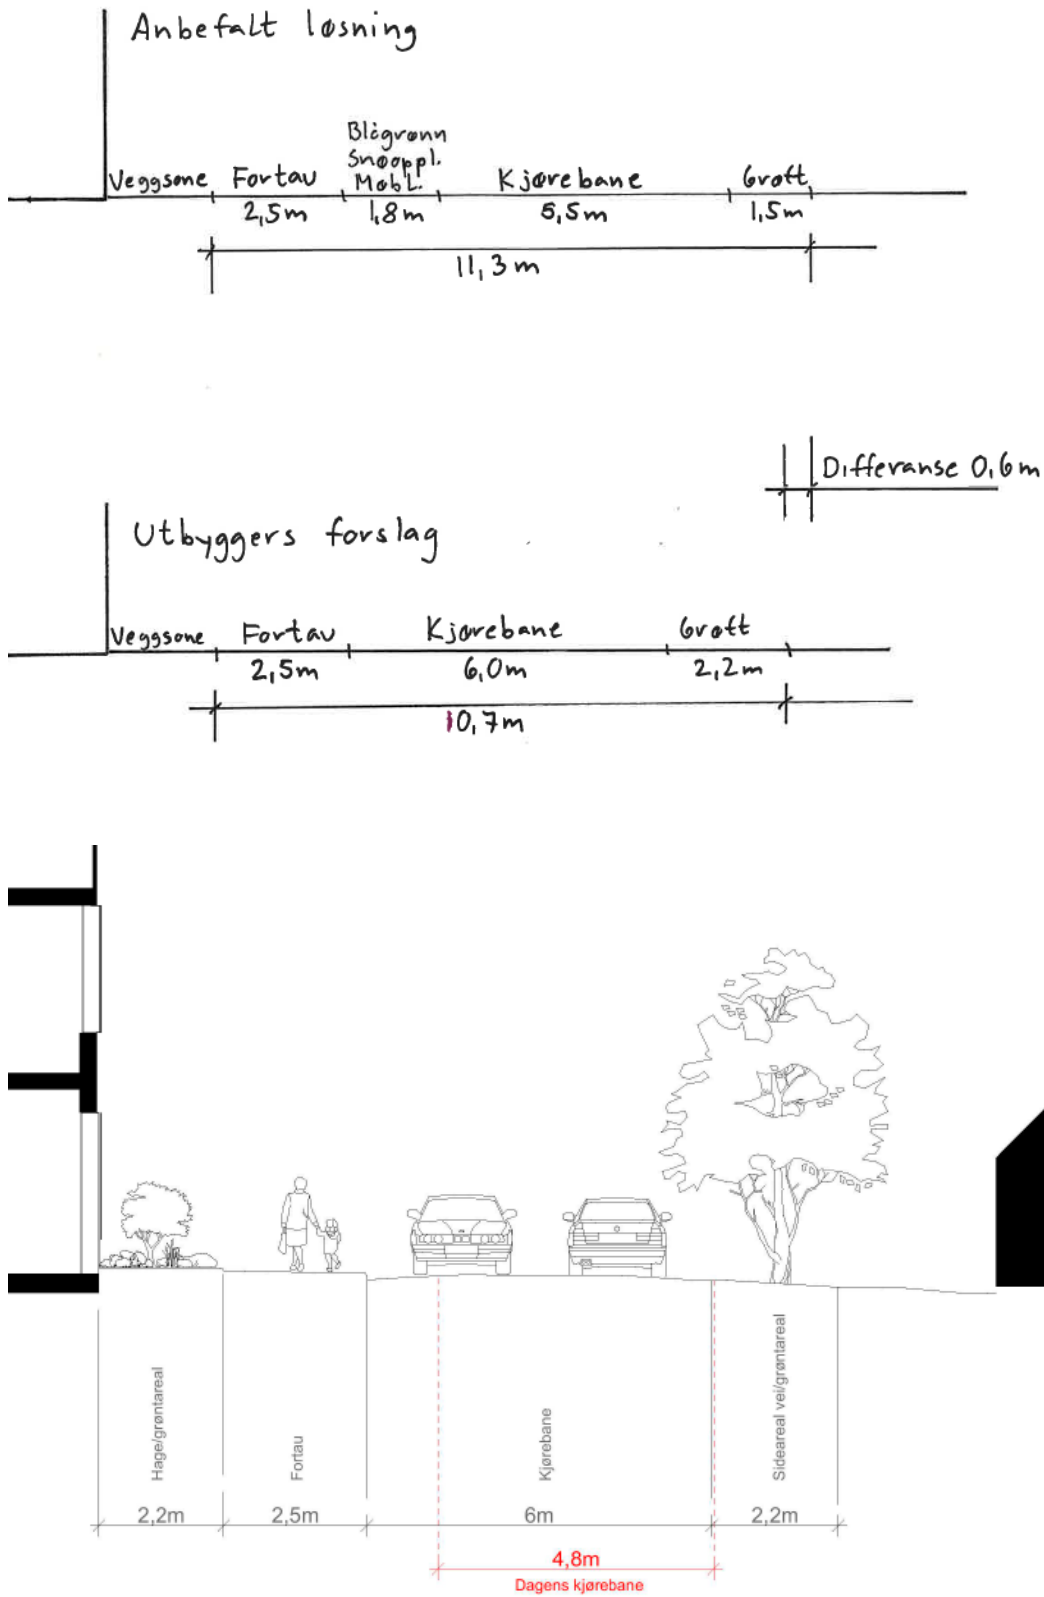 Anbefalt løsning
Blågrønn
Snøoppl.
Møbl.
Veggsone Fortau Kjørebane Grøft
2,5m 1,8m 5,5m 1,5m
11,3m
Differanse 0,6m
Utbyggers forslag
Veggsone Fortau Kjørebane Grøft
2,5m 6,0m 2,2m
10,7m
Hage/grøntareal
Fortau
Kjørebane
Sideareal vei/grøntareal
2,2m 2,5m 6m 2,2m
4,8m
Dagens kjørebane